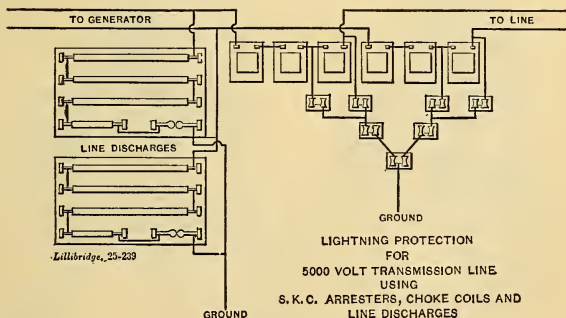 TO GENERATOR
TO LINE
LINE DISCHARGES
Lillibridge, 25-239
GROUND
GROUND
LIGHTNING PROTECTION
FOR
5000 VOLT TRANSMISSION LINE
USING
S.K.C. ARRESTERS, CHOKE COILS AND
LINE DISCHARGES